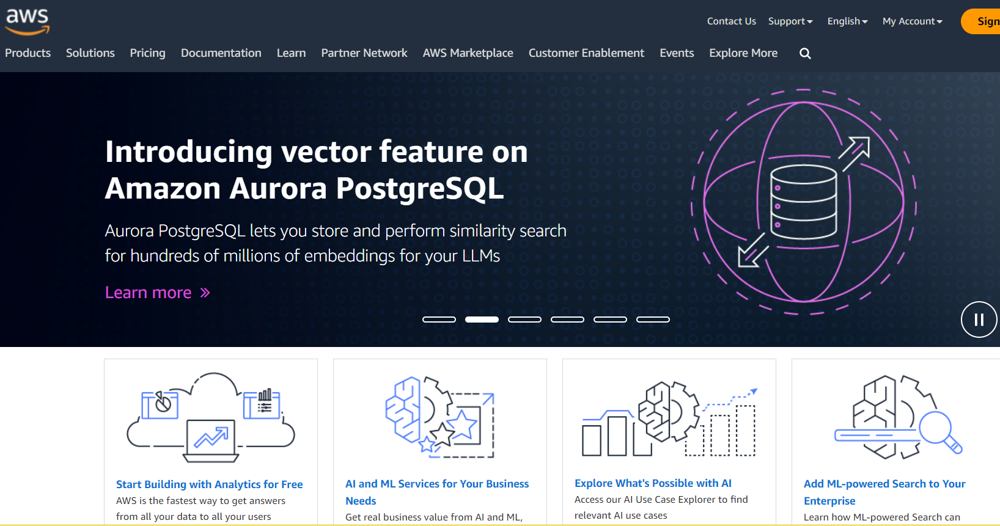 aws
Contact Us Support English My Account Sign
Products Solutions Pricing Documentation Learn Partner Network AWS Marketplace Customer Enablement Events Explore More
Introducing vector feature on
Amazon Aurora PostgreSQL
Aurora PostgreSQL lets you store and perform similarity search
for hundreds of millions of embeddings for your LLMs
Learn more »
Start Building with Analytics for Free
AWS is the fastest way to get answers
from all your data to all your users
AI and ML Services for Your Business
Needs
Get real business value from AI and ML,
Explore What's Possible with AI
Access our AI Use Case Explorer to find
relevant AI use cases
Add ML-powered Search to Your
Enterprise
Learn how ML-powered Search can